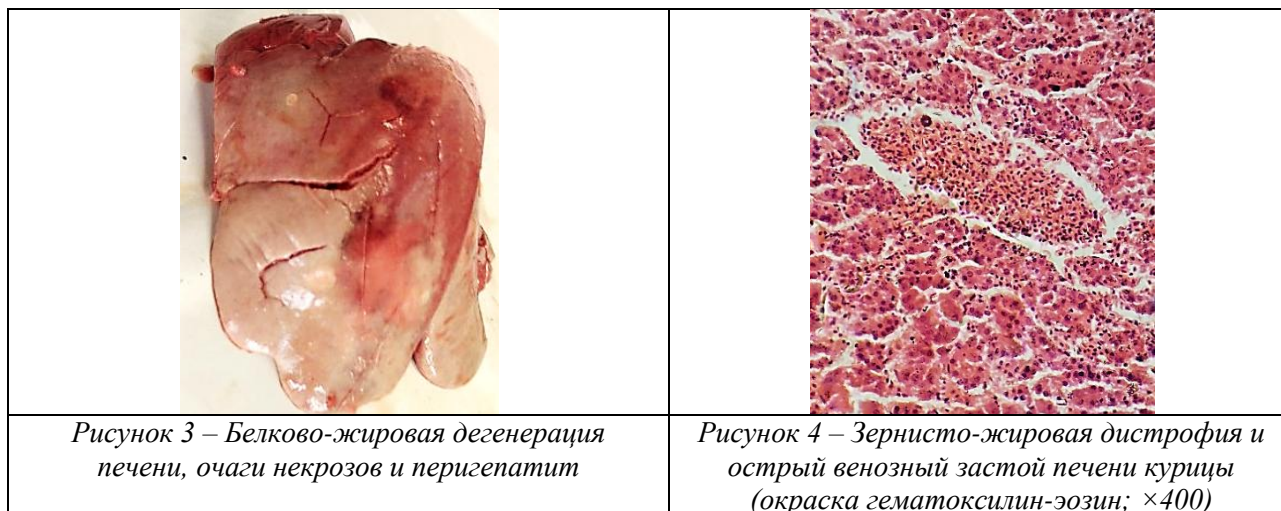 Рисунок 3 – Белково-жировая дегенерация
печени, очаги некрозов и перигепатит
Рисунок 4 – Зернисто-жировая дистрофия и
острый венозный застой печени курицы
(окраска гематоксилин-эозин; ×400)